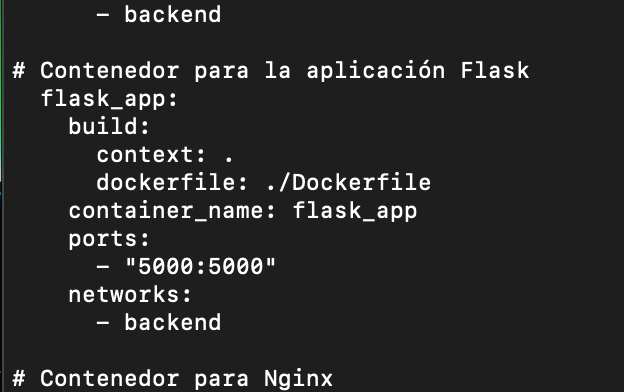 - backend
# Contenedor para la aplicación Flask
flask_app:
build:
context: .
dockerfile: ./Dockerfile
container_name: flask_app
ports:
- "5000:5000"
networks:
- backend
# Contenedor para Nginx